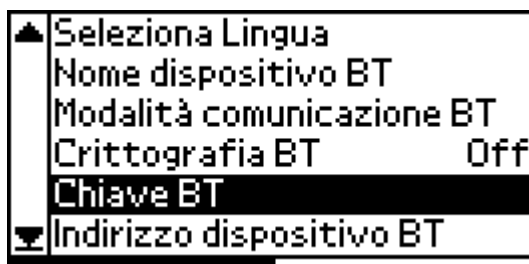 Seleziona Lingua
Nome dispositivo BT
Modalità comunicazione BT
Crittografia BT Off
Chiave BT
Indirizzo dispositivo BT